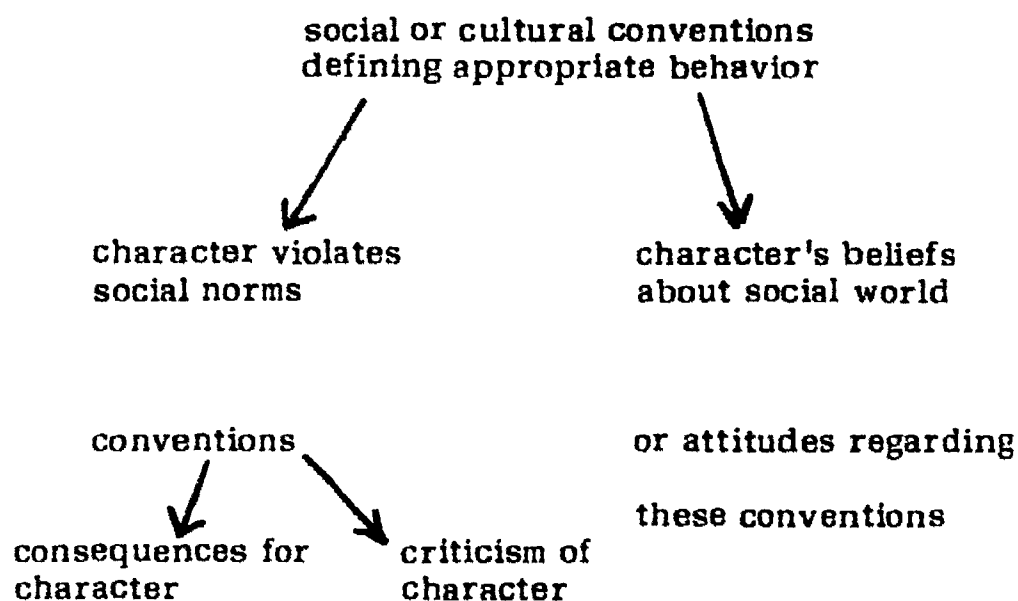 social or cultural conventions
defining appropriate behavior
character violates
social norms
character's beliefs
about social world
conventions
or attitudes regarding
these conventions
consequences for
character
criticism of
character